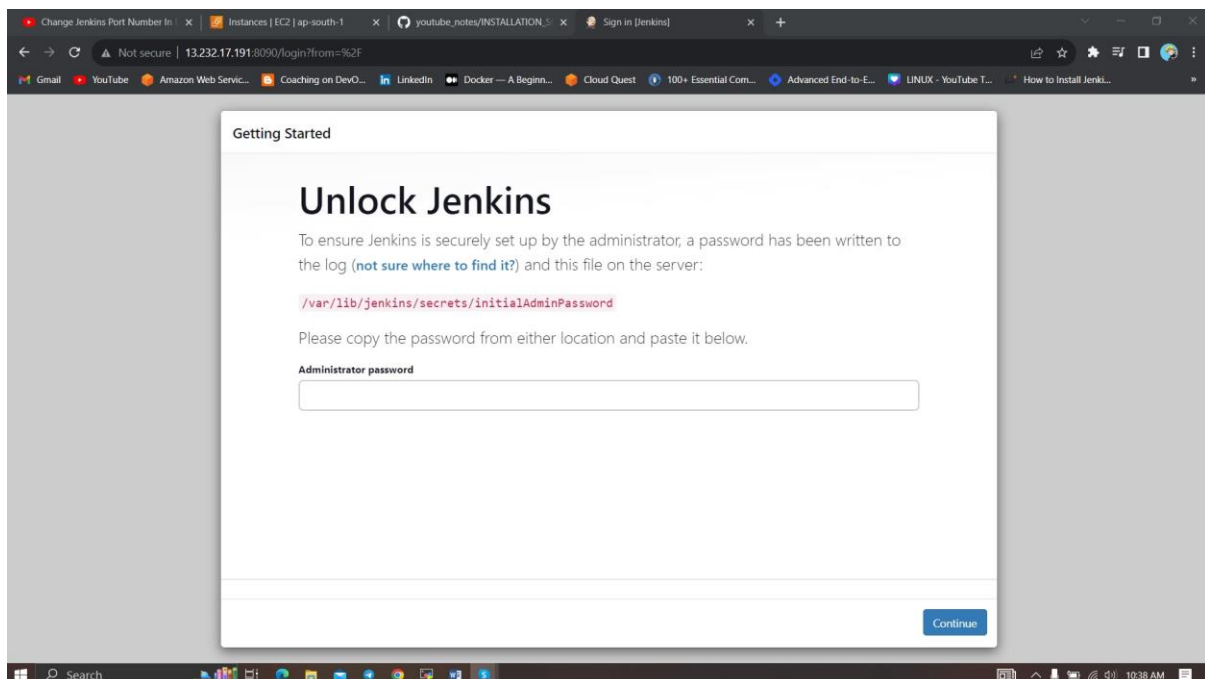 Change Jenkins Port Number In
Instances | EC2 | ap-south-1
youtube_notes/INSTALLATION_S
Sign in [Jenkins]
Not secure | 13.232.17.191:8090/login?from=%2F
Gmail YouTube Amazon Web Servic... Coaching on DevO... LinkedIn Docker — A Beginn... Cloud Quest 100+ Essential Com... Advanced End-to-E... LINUX - YouTube T... How to Install Jenki... »
Getting Started
Unlock Jenkins
To ensure Jenkins is securely set up by the administrator, a password has been written to
the log (not sure where to find it?) and this file on the server:
/var/lib/jenkins/secrets/initialAdminPassword
Please copy the password from either location and paste it below.
Administrator password
Continue
Search
10:38 AM